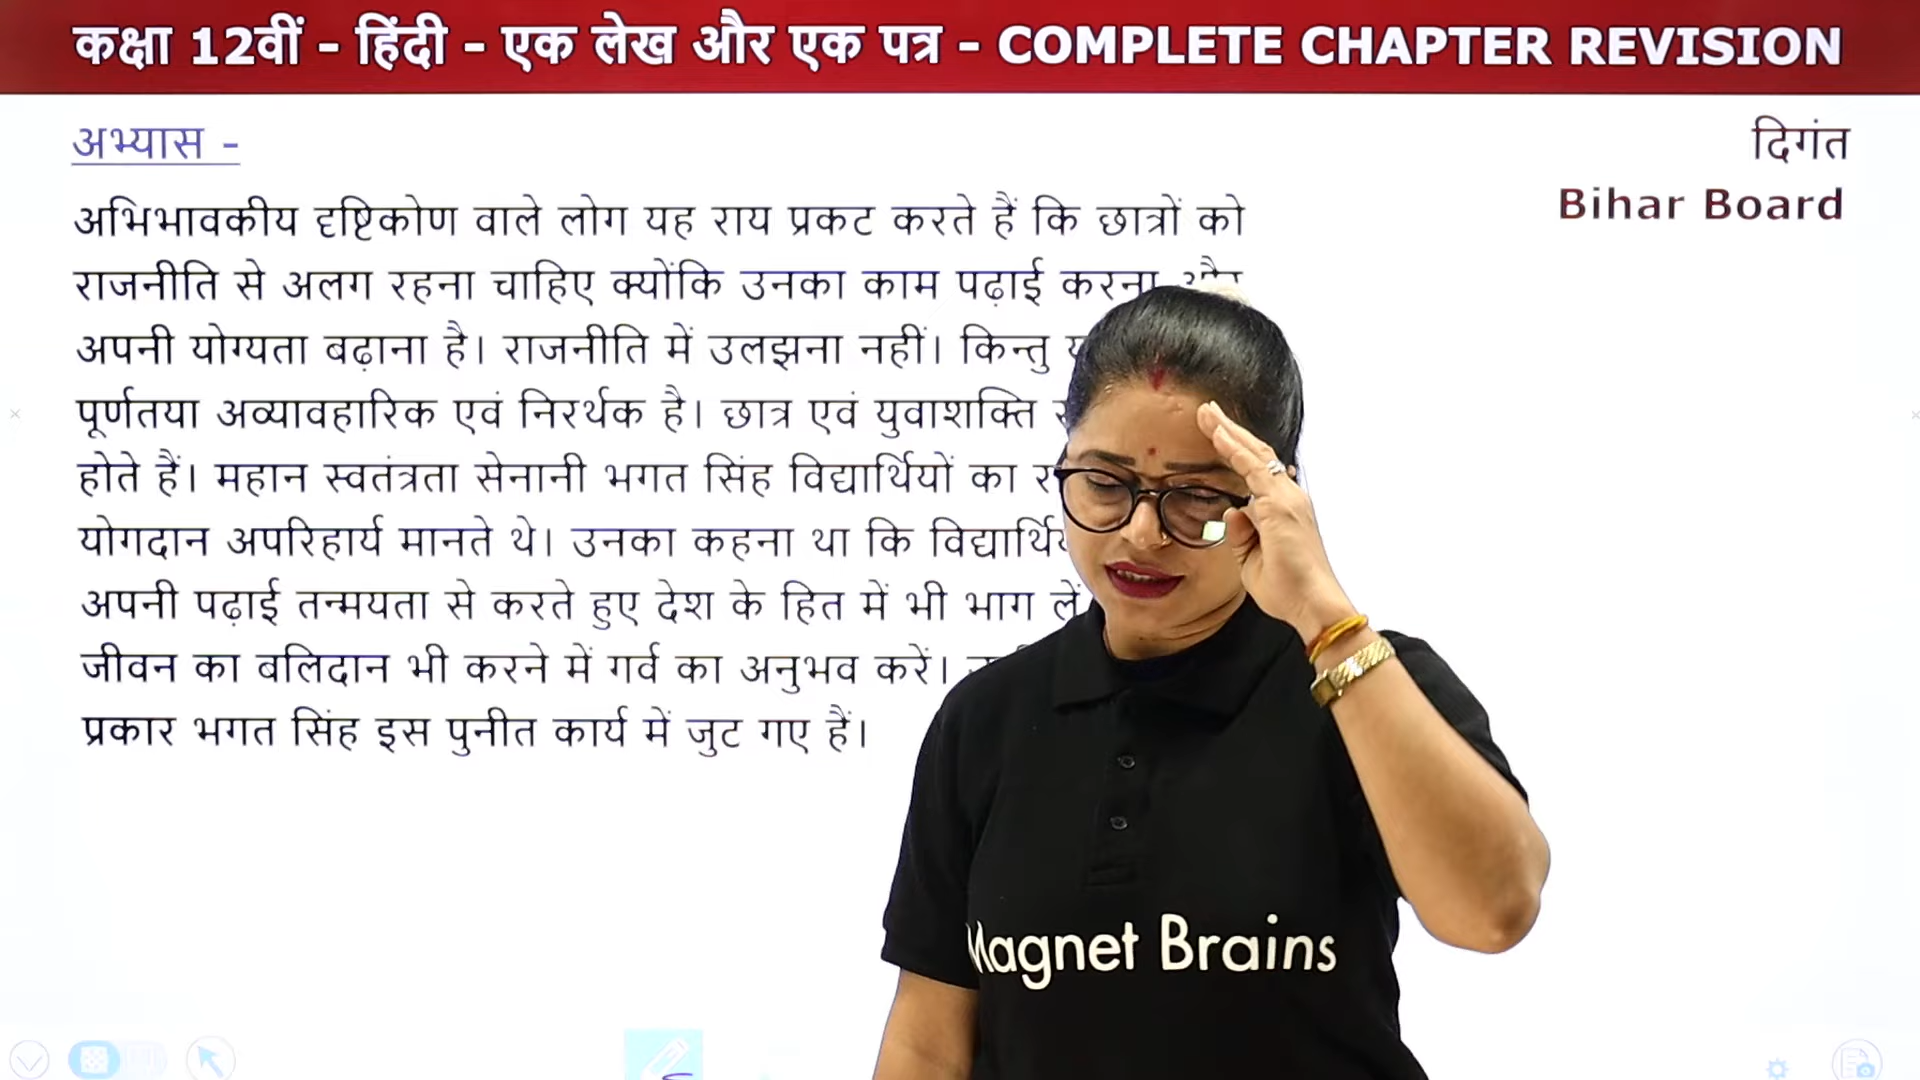 कक्षा 12वीं - हिंदी - एक लेख और एक पत्र - COMPLETE CHAPTER REVISION
अभ्यास -
दिगंत
Bihar Board
अभिभावकीय दृष्टिकोण वाले लोग यह राय प्रकट करते हैं कि छात्रों को
राजनीति से अलग रहना चाहिए क्योंकि उनका काम पढ़ाई करना और
अपनी योग्यता बढ़ाना है। राजनीति में उलझना नहीं। किन्तु
पूर्णतया अव्यावहारिक एवं निरर्थक है। छात्र एवं युवाशक्ति
होते हैं। महान स्वतंत्रता सेनानी भगत सिंह विद्यार्थियों का
योगदान अपरिहार्य मानते थे। उनका कहना था कि
अपनी पढ़ाई तन्मयता से करते हुए देश के हित में भी भाग लें
जीवन का बलिदान भी करने में गर्व का अनुभव करें।
प्रकार भगत सिंह इस पुनीत कार्य में जुट गए हैं।
Magnet Brains